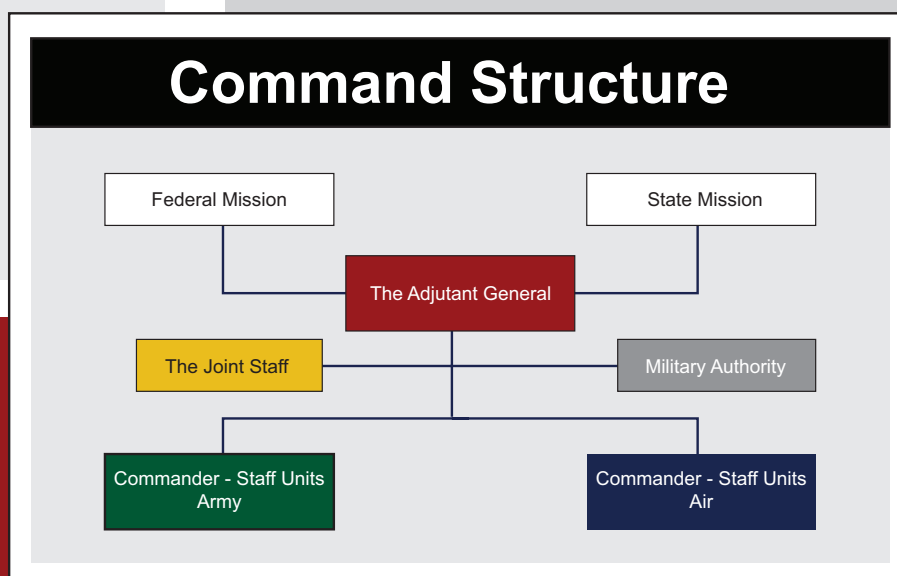 Command Structure
Federal Mission
State Mission
The Adjutant General
The Joint Staff
Military Authority
Commander - Staff Units
Army
Commander - Staff Units
Air